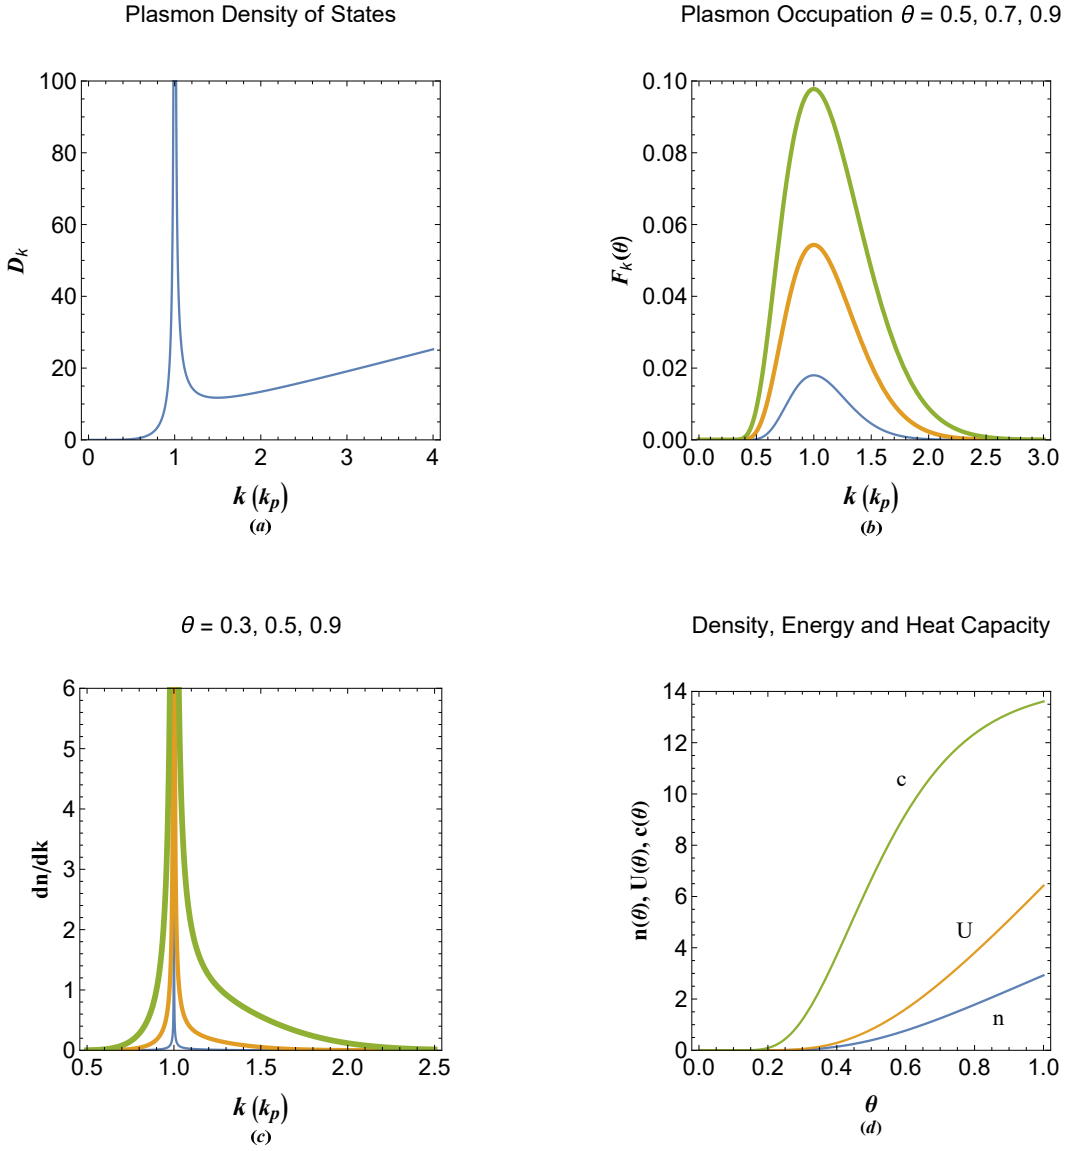 Plasmon Density of States
100
80
60
40
20
0
D_k
0 1 2 3 4
k (k_p)
(a)
Plasmon Occupation θ = 0.5, 0.7, 0.9
0.10
0.08
0.06
0.04
0.02
0.00
F_k(θ)
0.5 1.0 1.5 2.0 2.5 3.0
k (k_p)
(b)
θ = 0.3, 0.5, 0.9
6
5
4
3
2
1
0
dn/dk
0.5 1.0 1.5 2.0 2.5
k (k_p)
(c)
Density, Energy and Heat Capacity
14
12
10
8
6
4
2
0
n(θ), U(θ), c(θ)
c
U
n
0.0 0.2 0.4 0.6 0.8 1.0
θ
(d)